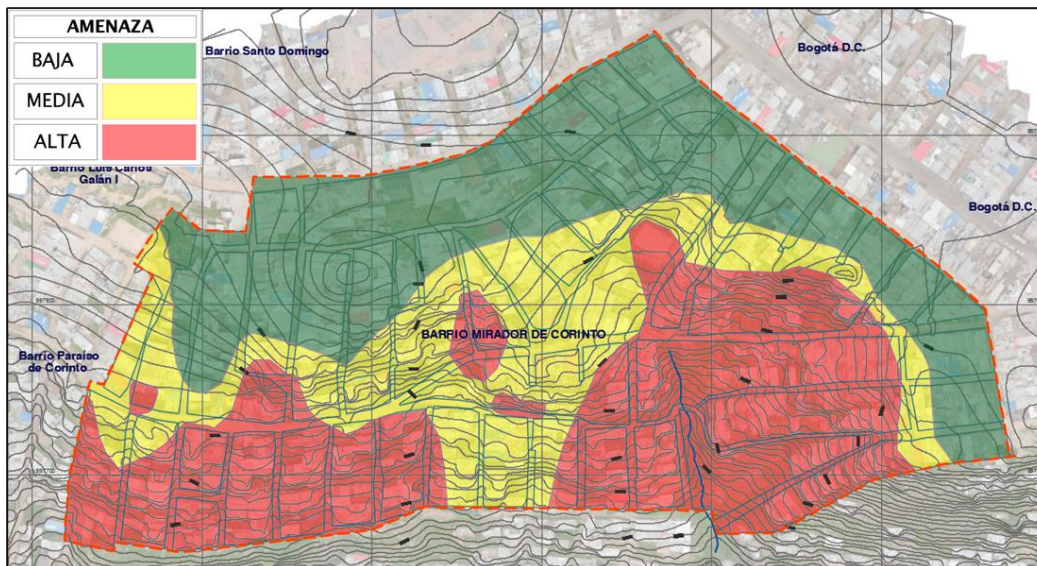 AMENAZA
BAJA
MEDIA
ALTA
Barrio Santo Domingo
Bogotá D.C.
Barrio Luis Carlos
Galán I
Bogotá D.C.
BARRIO MIRADOR DE CORINTO
Barrio Paraíso
de Corinto